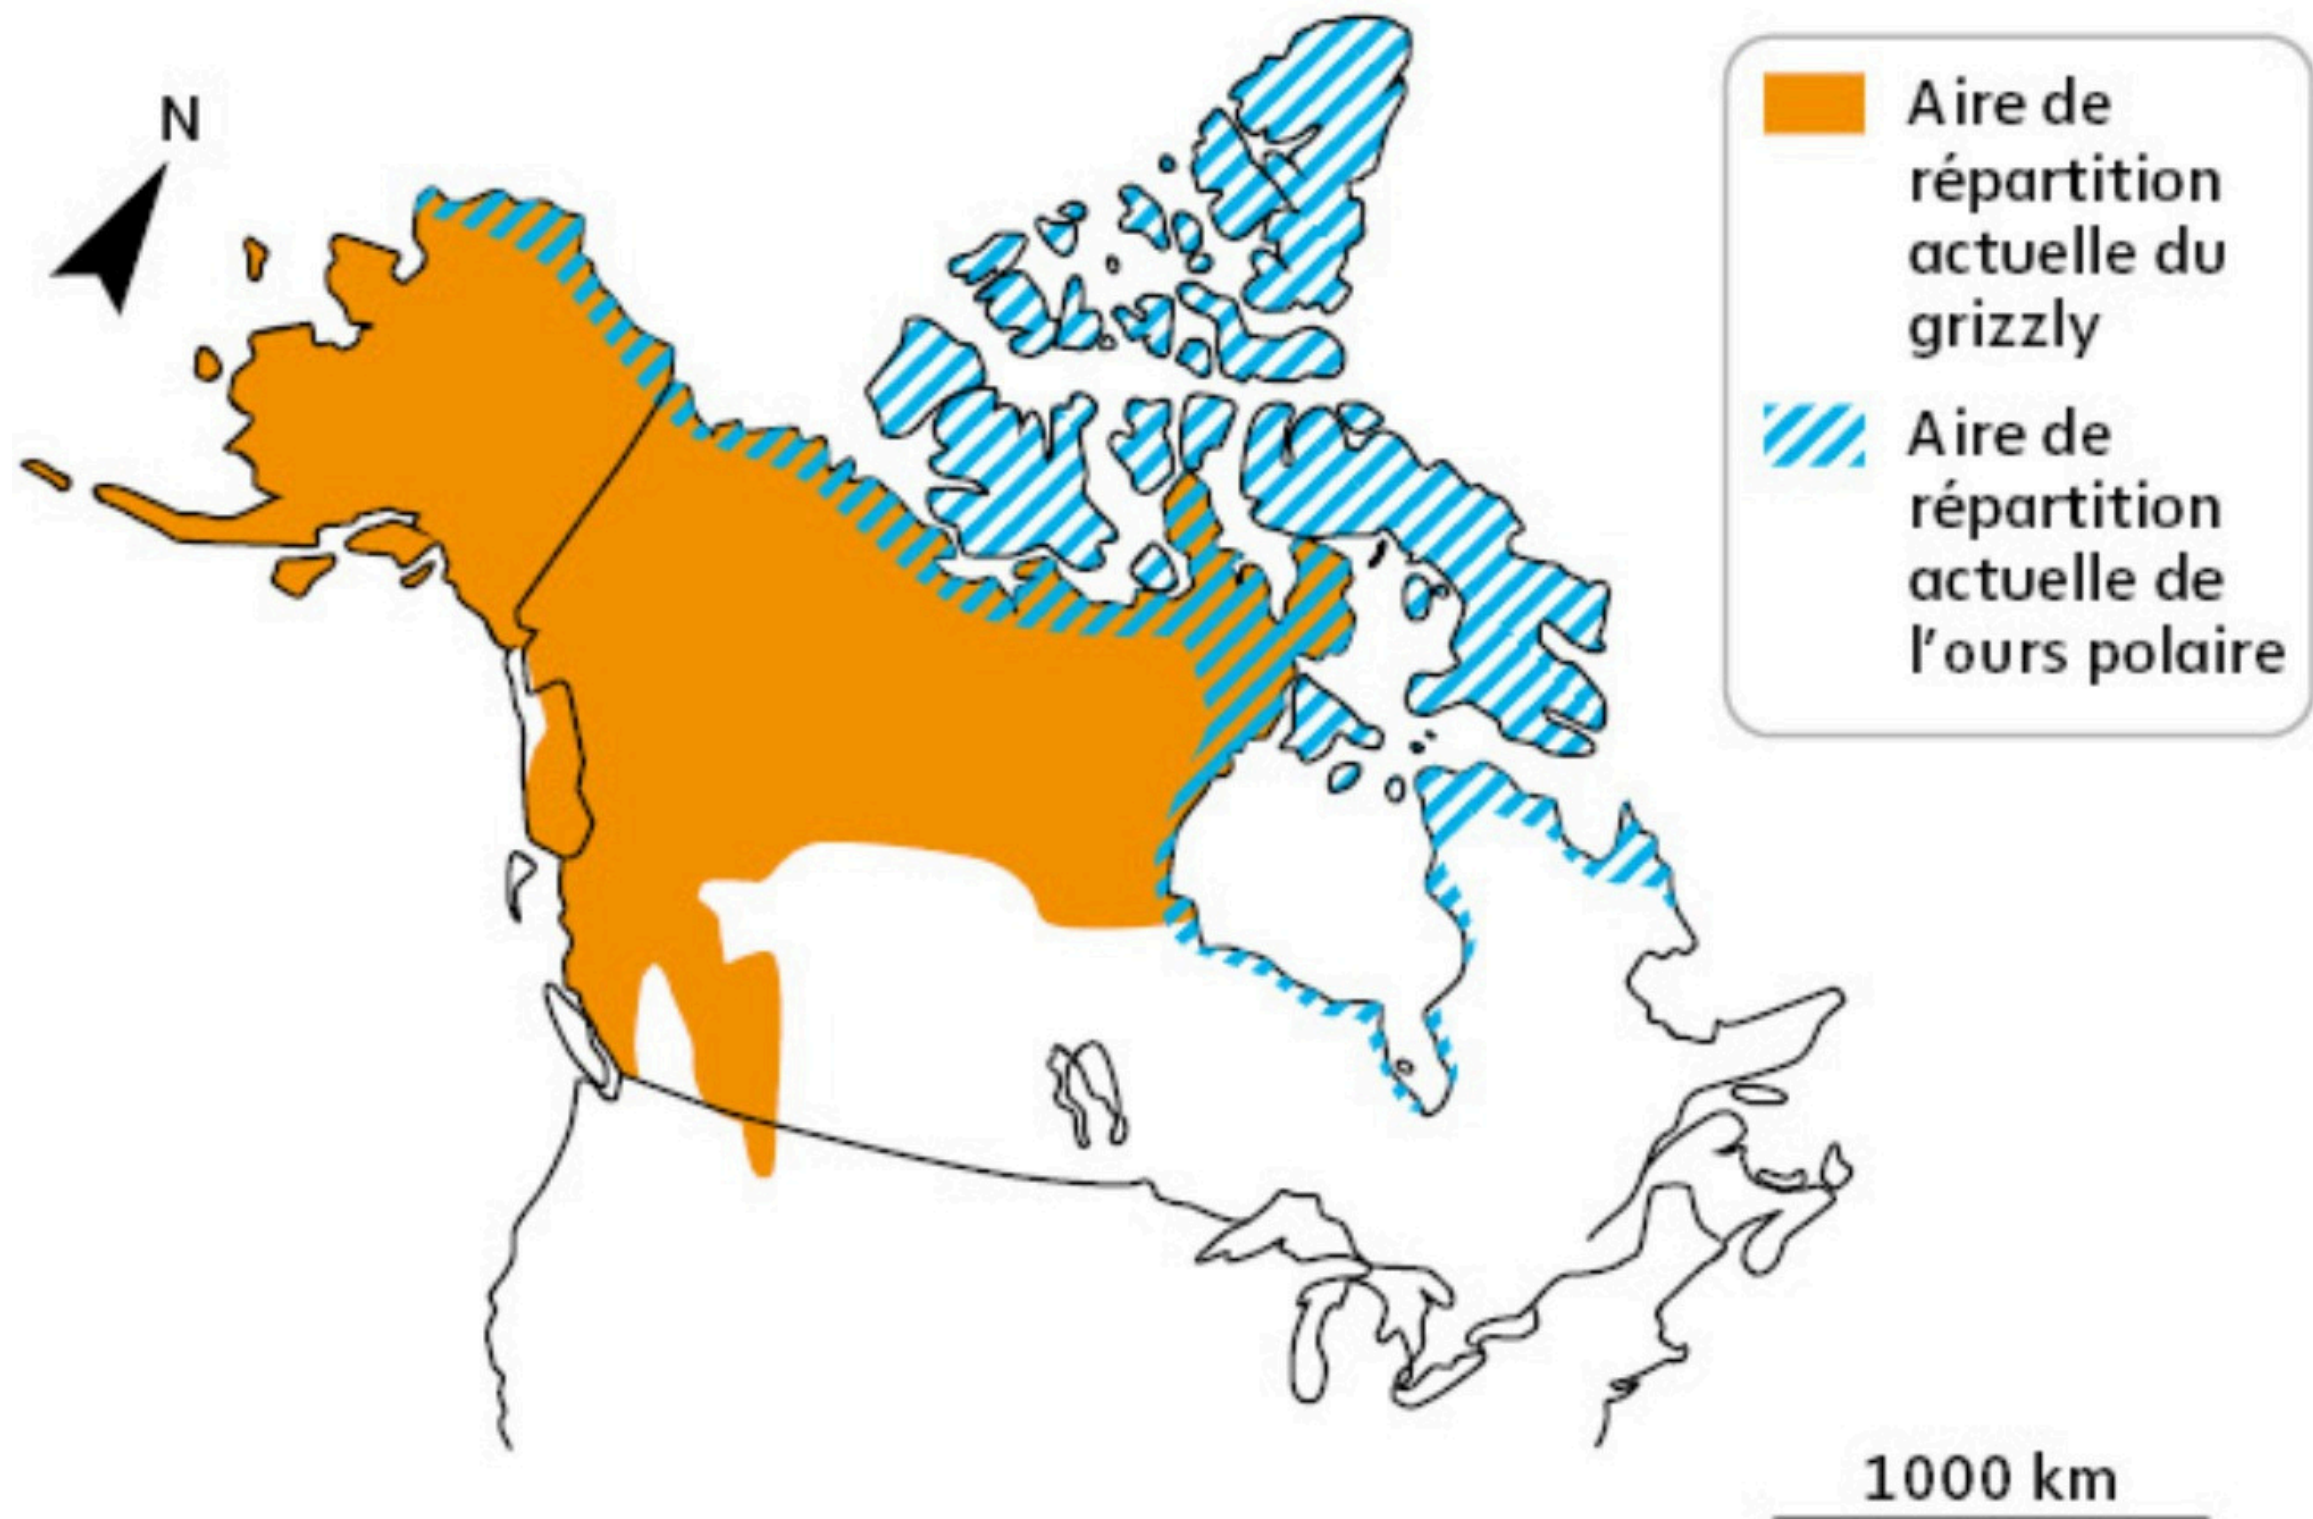 N
Aire de
répartition
actuelle du
grizzly
Aire de
répartition
actuelle de
l'ours polaire
1000 km